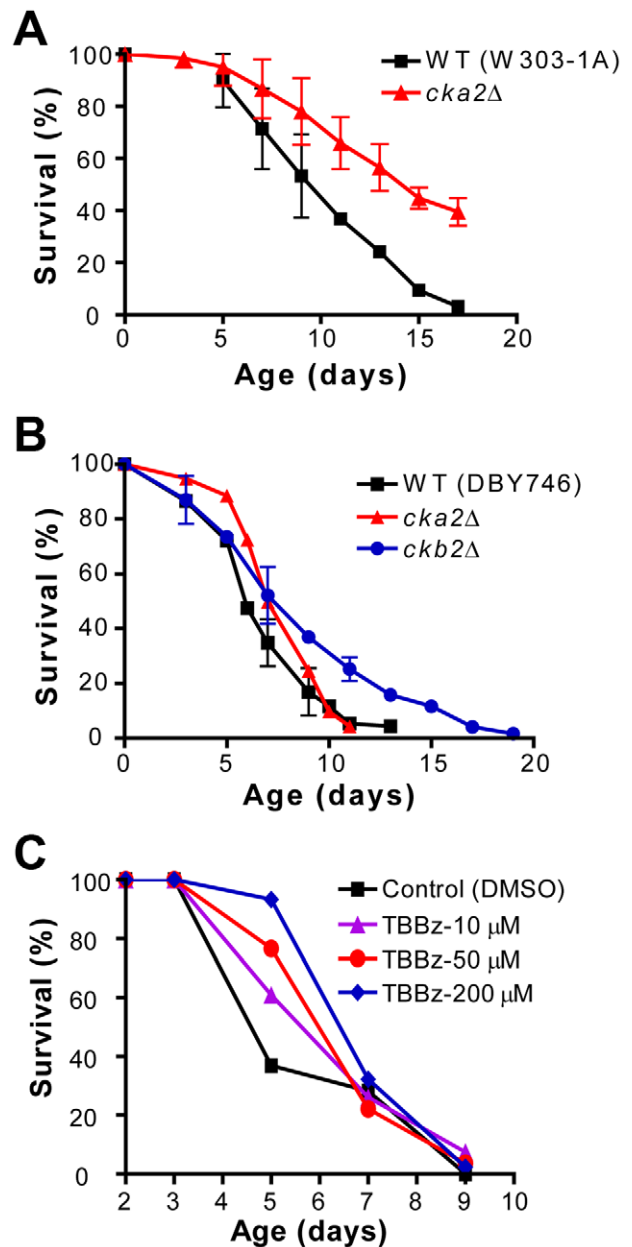 A
100
80
60
40
20
0
Survival (%)
WT (W303-1A)
cka2Δ
0 5 10 15 20
Age (days)
B
100
80
60
40
20
0
Survival (%)
WT (DBY746)
cka2Δ
ckb2Δ
0 5 10 15 20
Age (days)
C
100
80
60
40
20
0
Survival (%)
Control (DMSO)
TBBz-10 μM
TBBz-50 μM
TBBz-200 μM
2 3 4 5 6 7 8 9 10
Age (days)